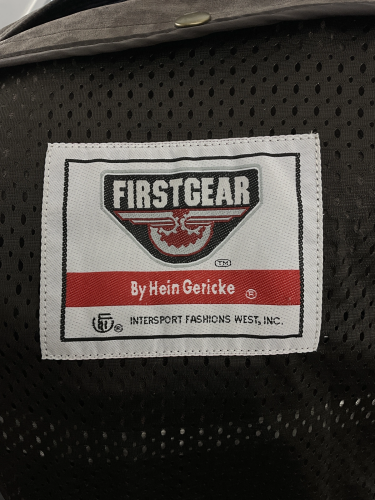 FIRSTGEAR
TM
By Hein Gericke ®
® INTERSPORT FASHIONS WEST, INC.